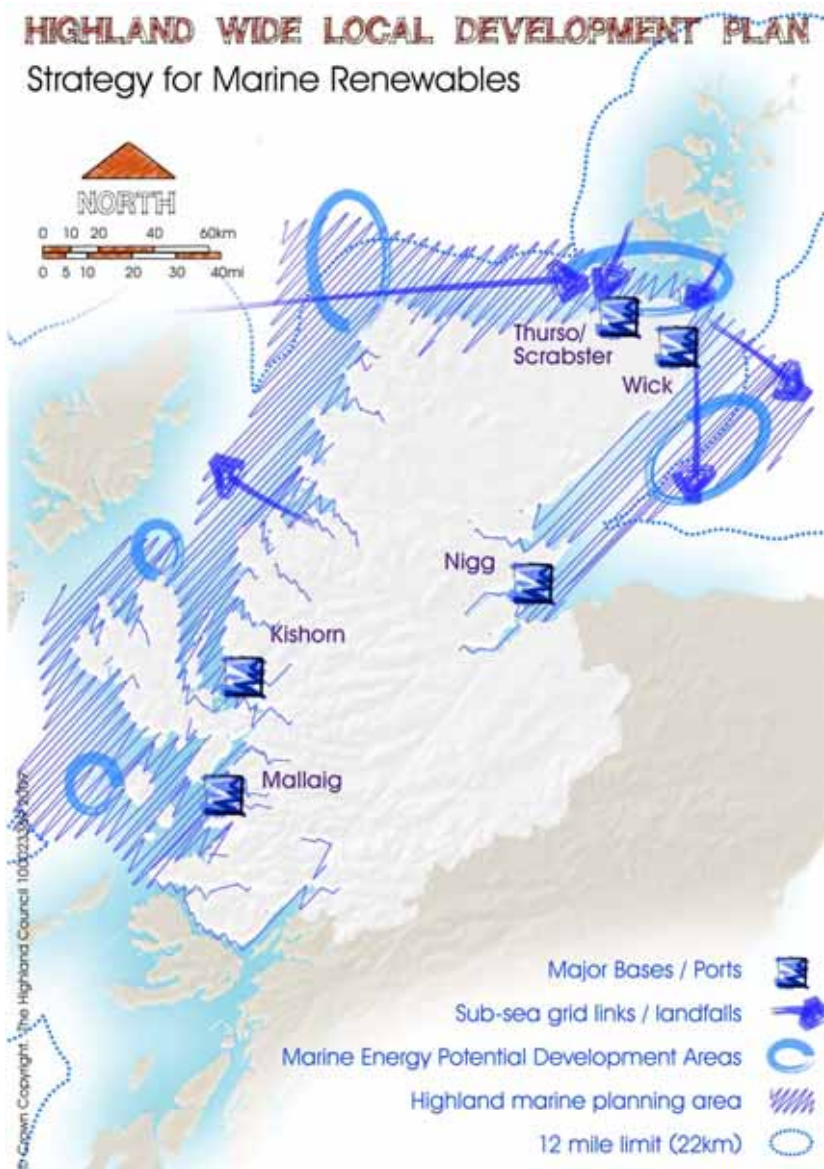 HIGHLAND WIDE LOCAL DEVELOPMENT PLAN
Strategy for Marine Renewables
NORTH
0 10 20 40 60km
0 5 10 20 30 40mi
Thurso/
Scrabster
Wick
Nigg
Kishorn
Mallaig
© Crown Copyright. The Highland Council
Major Bases / Ports
Sub-sea grid links / landfalls
Marine Energy Potential Development Areas
Highland marine planning area
12 mile limit (22km)